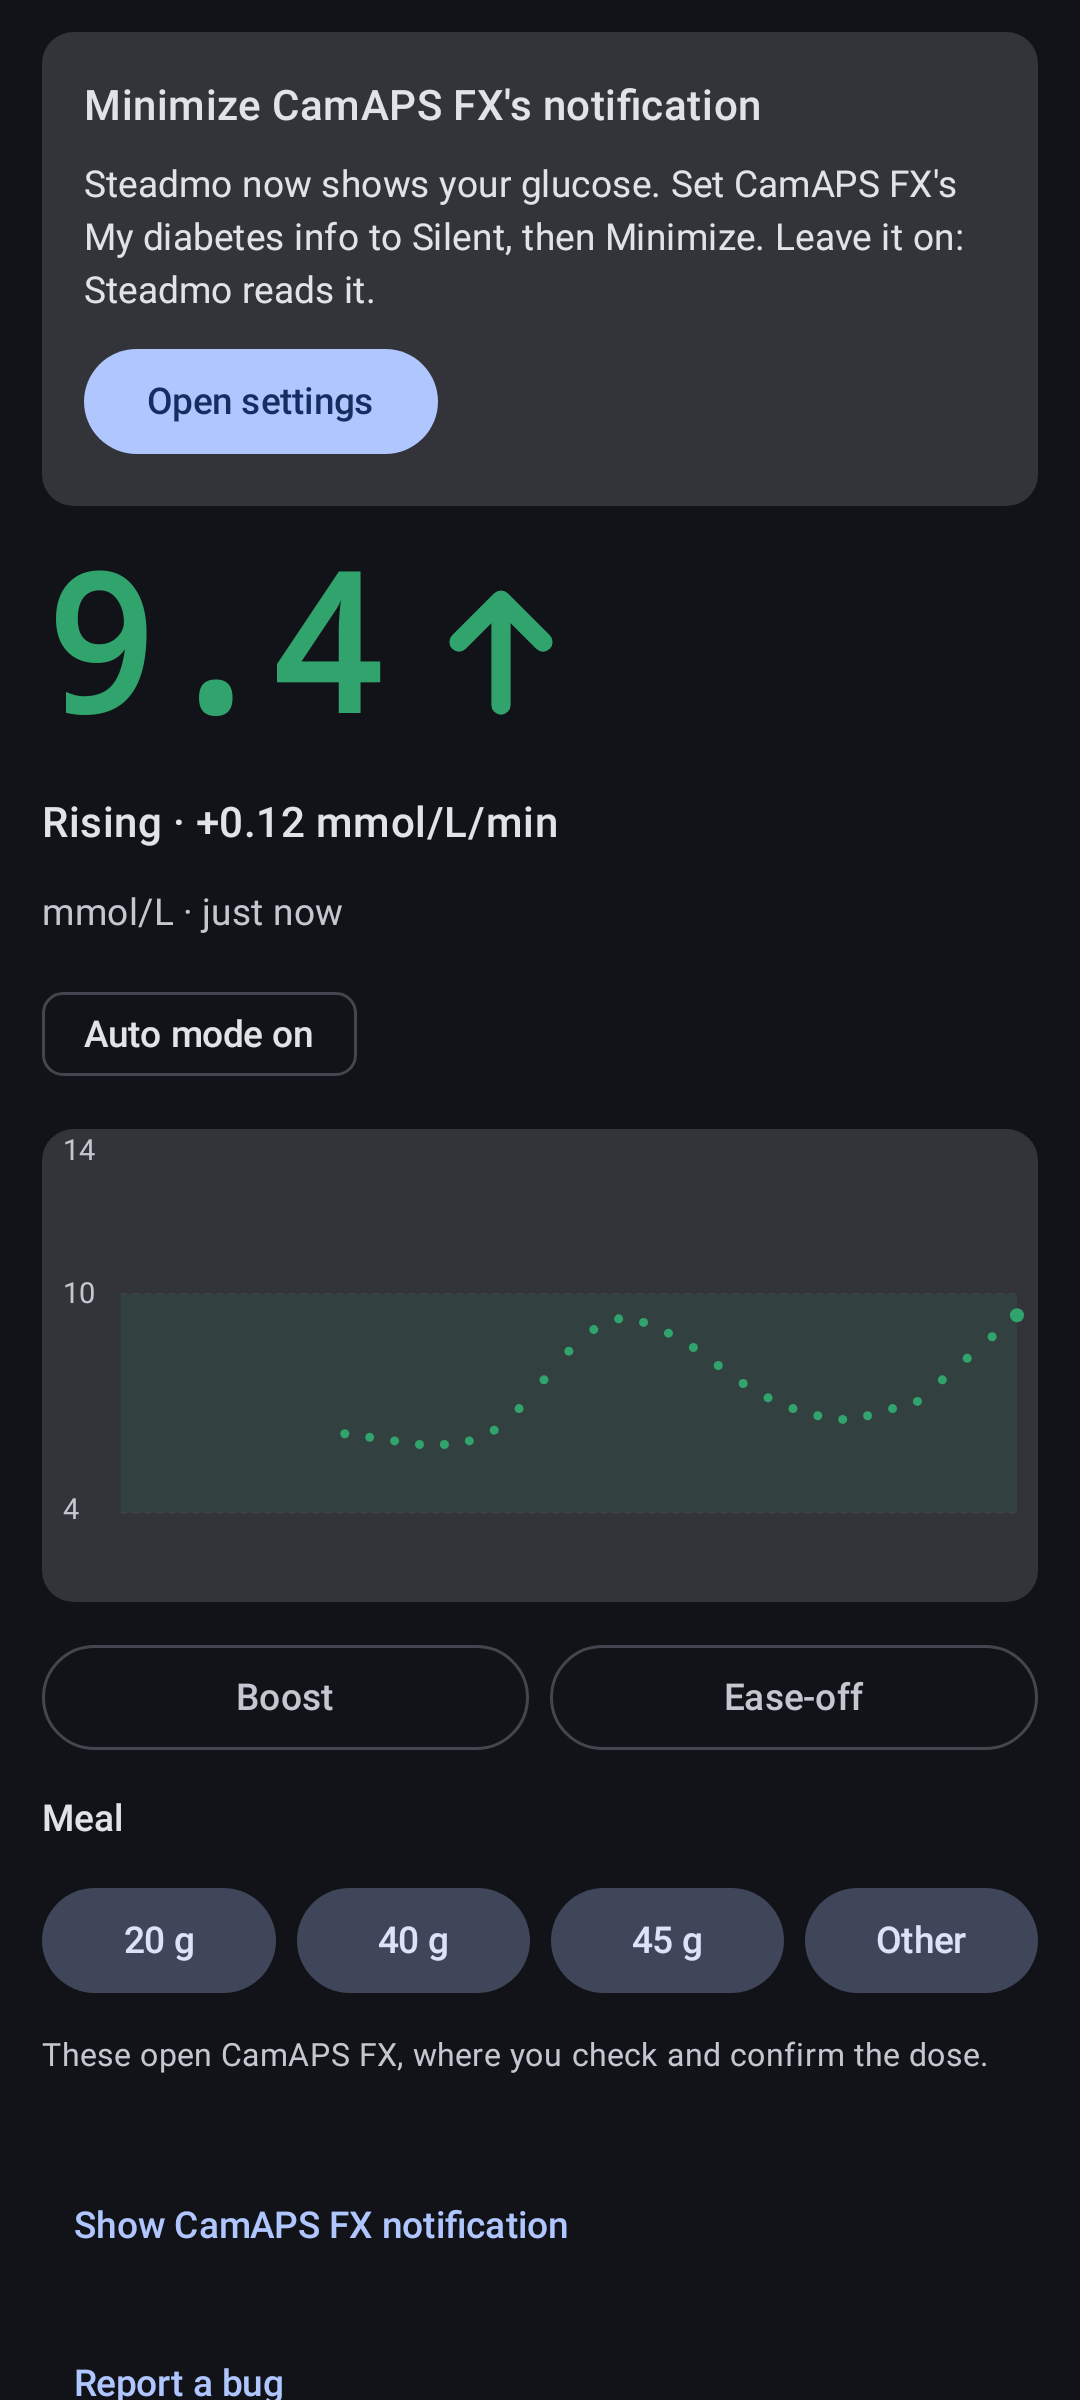 Minimize CamAPS FX's notification
Steadmo now shows your glucose. Set CamAPS FX's
My diabetes info to Silent, then Minimize. Leave it on:
Steadmo reads it.
Open settings
9.4
Rising · +0.12 mmol/L/min
mmol/L · just now
Auto mode on
14
10
4
Boost
Ease-off
Meal
20 g
40 g
45 g
Other
These open CamAPS FX, where you check and confirm the dose.
Show CamAPS FX notification
Report a bug